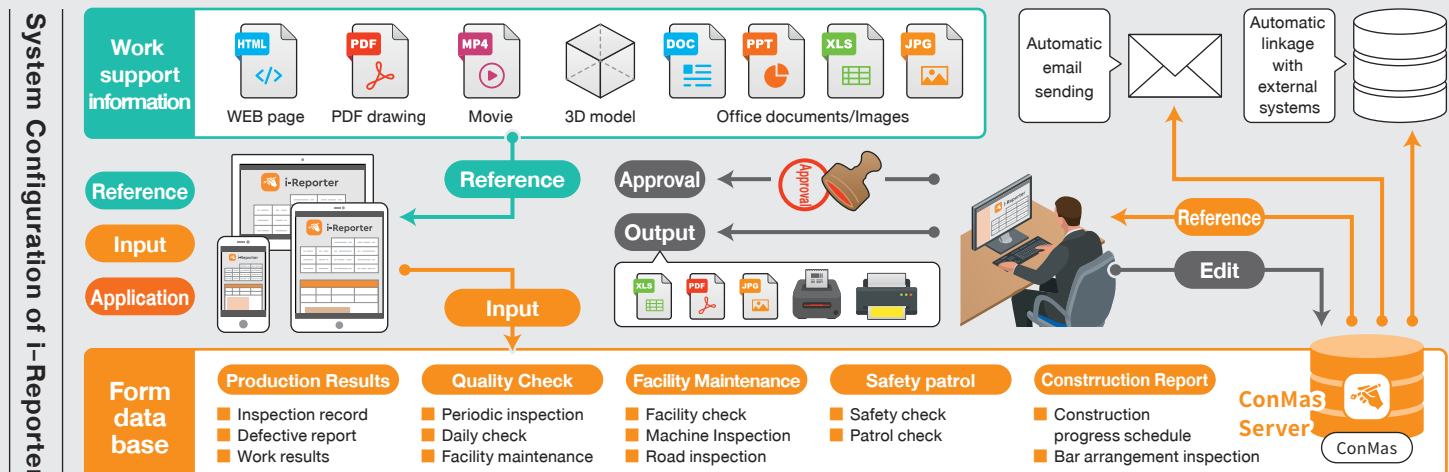 System Configuration of i-Reporter
Work
support
information
HTML
WEB page
PDF
PDF drawing
MP4
Movie
3D model
DOC
PPT
XLS
JPG
Office documents/Images
Automatic
email
sending
Automatic
linkage
with
external
systems
Reference
Input
Application
i-Reporter
i-Reporter
i-Reporter
Reference
Input
Approval
Approval
Output
XLS
PDF
JPG
i-Reporter
Reference
Edit
Form
data
base
Production Results
Inspection record
Defective report
Work results
Quality Check
Periodic inspection
Daily check
Facility maintenance
Facility Maintenance
Facility check
Machine Inspection
Road inspection
Safety patrol
Safety check
Patrol check
Constrruction Report
Construction
progress schedule
Bar arrangement inspection
ConMas
Server
ConMas